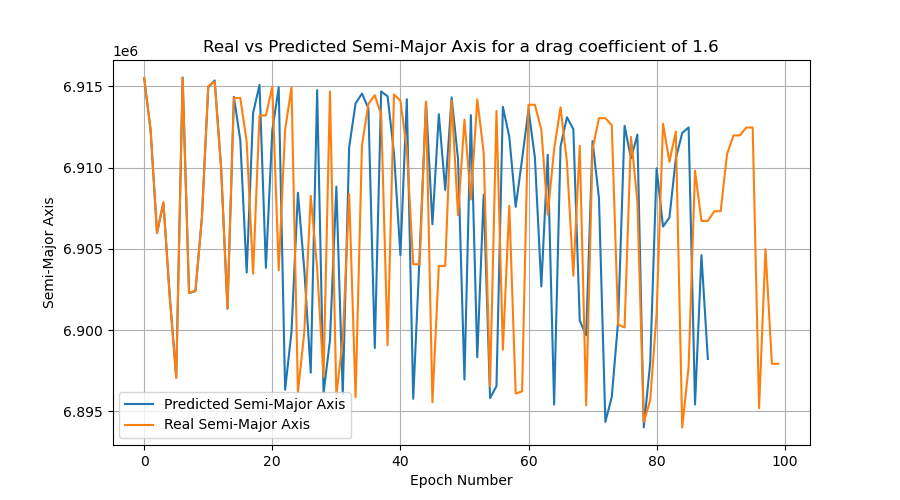 Real vs Predicted Semi-Major Axis for a drag coefficient of 1.6
1e6
6.915
6.910
6.905
6.900
6.895
Semi-Major Axis
Predicted Semi-Major Axis
Real Semi-Major Axis
0 20 40 60 80 100
Epoch Number